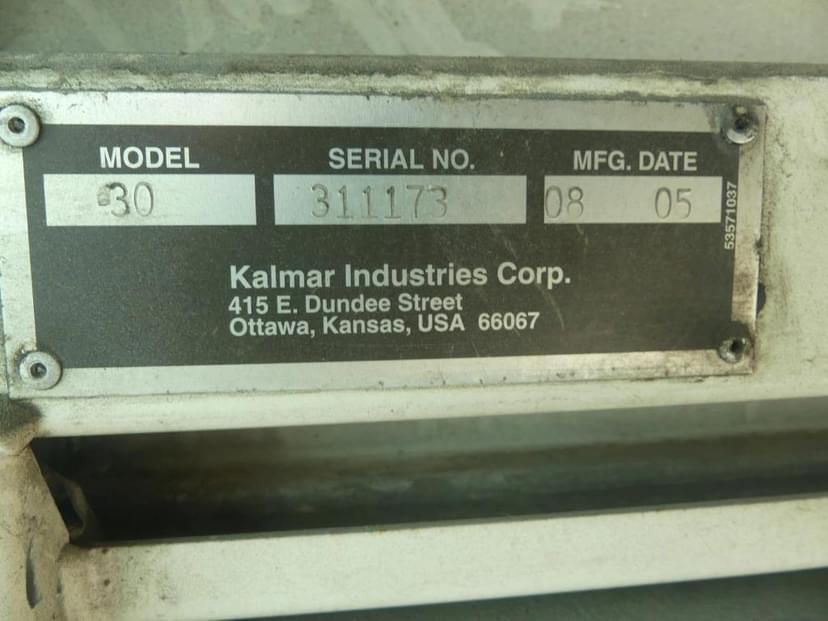 MODEL SERIAL NO. MFG. DATE
30 311173 08 05
53571037
Kalmar Industries Corp.
415 E. Dundee Street
Ottawa, Kansas, USA 66067